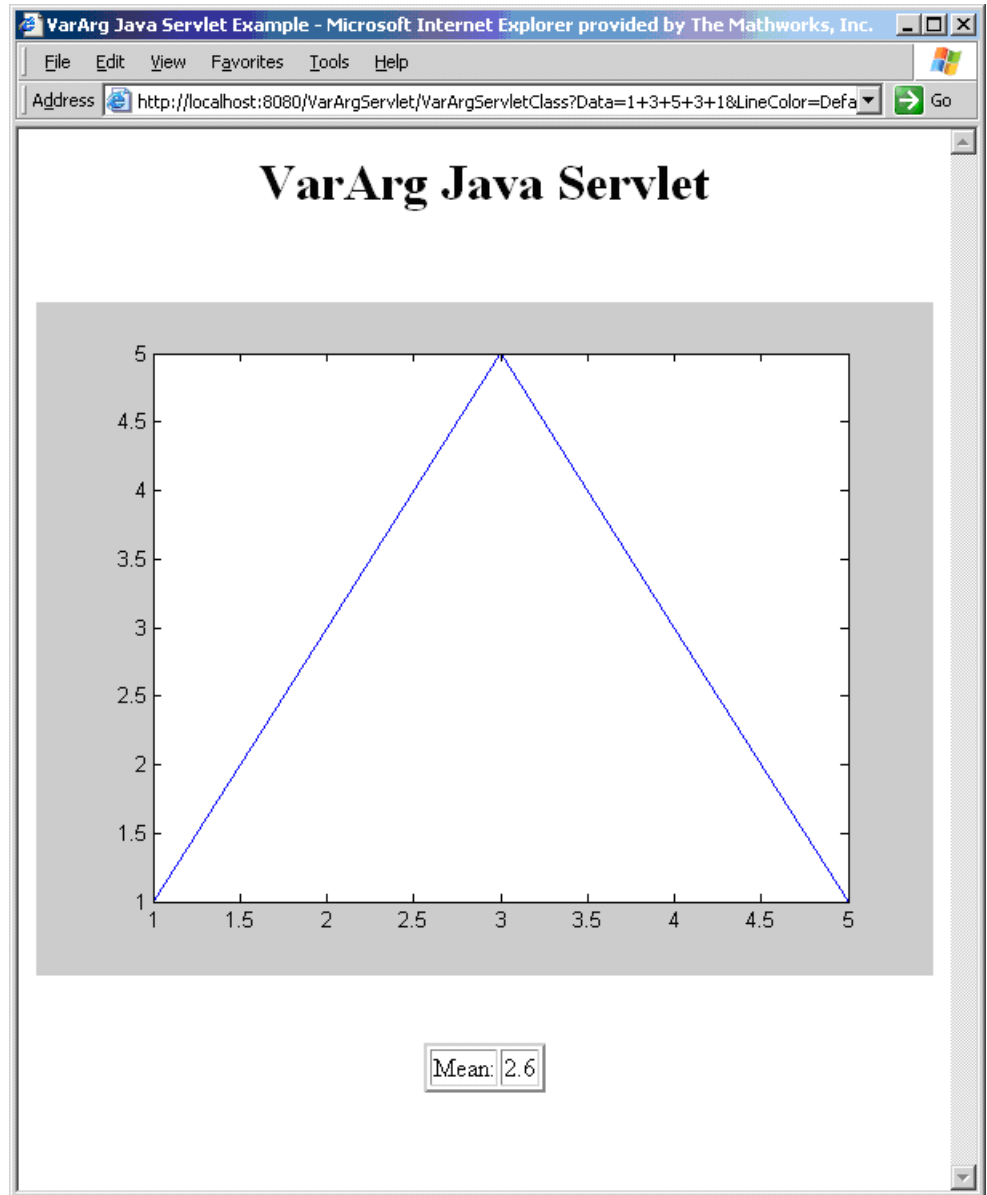 VarArg Java Servlet Example - Microsoft Internet Explorer provided by The Mathworks, Inc.
File Edit View Favorites Tools Help
Address http://localhost:8080/VarArgServlet/VarArgServletClass?Data=1+3+5+3+1&LineColor=Defa Go
VarArg Java Servlet
5
4.5
4
3.5
3
2.5
2
1.5
1
1 1.5 2 2.5 3 3.5 4 4.5 5
Mean: 2.6